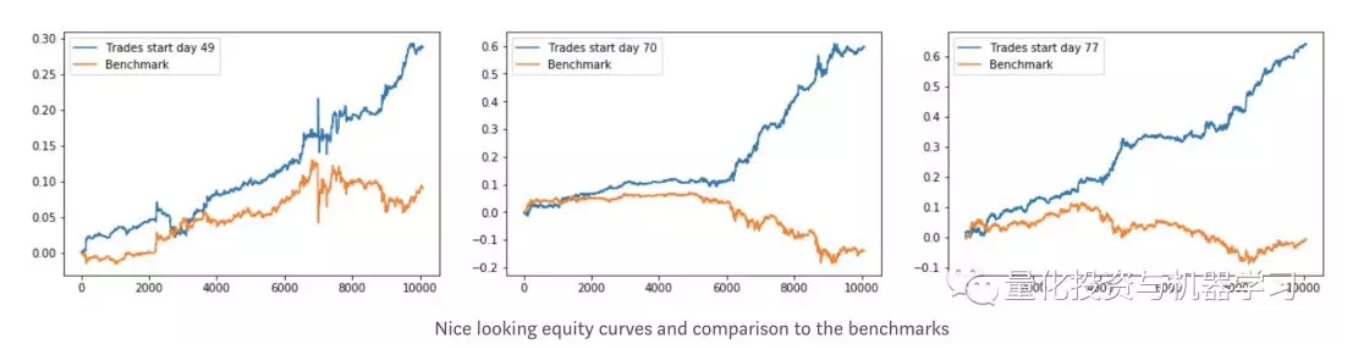 0.30
0.25
0.20
0.15
0.10
0.05
0.00
0 2000 4000 6000 8000 10000
Trades start day 49
Benchmark
0.6
0.5
0.4
0.3
0.2
0.1
0.0
−0.1
−0.2
0 2000 4000 6000 8000 10000
Trades start day 70
Benchmark
0.6
0.5
0.4
0.3
0.2
0.1
0.0
−0.1
4000 6000 8000 10000
Trades start day 77
Benchmark
量化投资与机器学习
Nice looking equity curves and comparison to the benchmarks